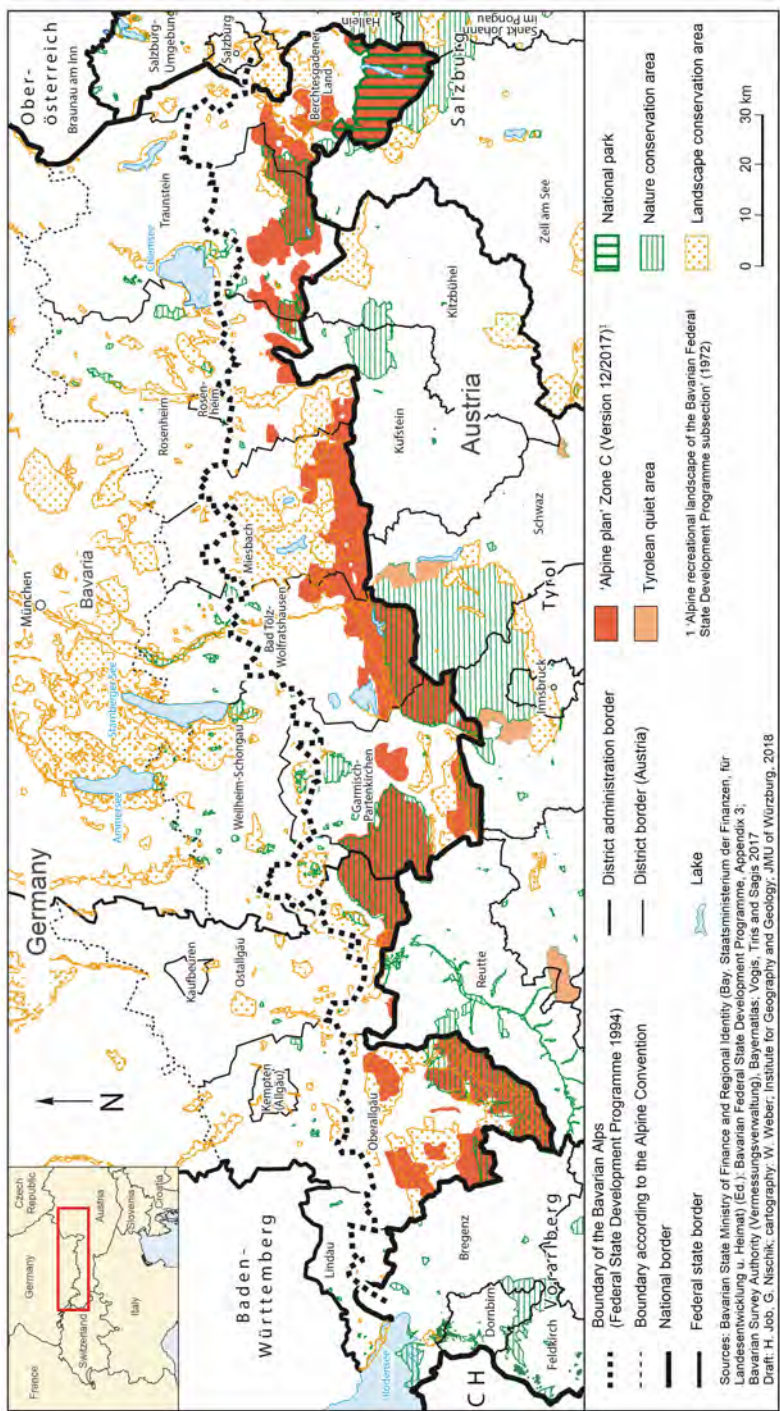 France
Germany
Czech
Republic
Switzerland
Austria
Italy
Slovenia
Croatia
N
Germany
Baden-
Württemberg
Bavaria
Ober-
österreich
Braunau am Inn
Salzburg-
Umgebung
Salzburg
Hallein
Sankt Johann
im Pongau
Salzburg
Berchtesgadener
Land
Traunstein
Chiemsee
Rosenheim
Rosen-
heim
München
Miesbach
Bad Tölz-
Wolfratshausen
Starnberger See
Ammersee
Weilheim-Schongau
Garmisch-
Partenkirchen
Kaufbeuren
Ostallgäu
Kempten
(Allgäu)
Oberallgäu
Lindau
Bodensee
CH
Bregenz
Dornbirn
Feldkirch
Vorarlberg
Reutte
Innsbruck
Tyrol
Schwaz
Kufstein
Kitzbühel
Austria
Zell am See
Boundary of the Bavarian Alps
(Federal State Development Programme 1994)
Boundary according to the Alpine Convention
National border
Federal state border
District administration border
District border (Austria)
Lake
'Alpine plan' Zone C (Version 12/2017)¹
Tyrolean quiet area
1 'Alpine recreational landscape of the Bavarian Federal
State Development Programme subsection' (1972)
National park
Nature conservation area
Landscape conservation area
0 10 20 30 km
Sources: Bavarian State Ministry of Finance and Regional Identity (Bay. Staatsministerium der Finanzen, für
Landesentwicklung u. Heimat) (Ed.): Bavarian Federal State Development Programme, Appendix 3;
Bavarian Survey Authority (Vermessungsverwaltung), Bayernatlas; Vogis, Tiris and Sagis 2017
Draft: H. Job, G. Nischik; cartography: W. Weber; Institute for Geography and Geology; JMU of Würzburg, 2018